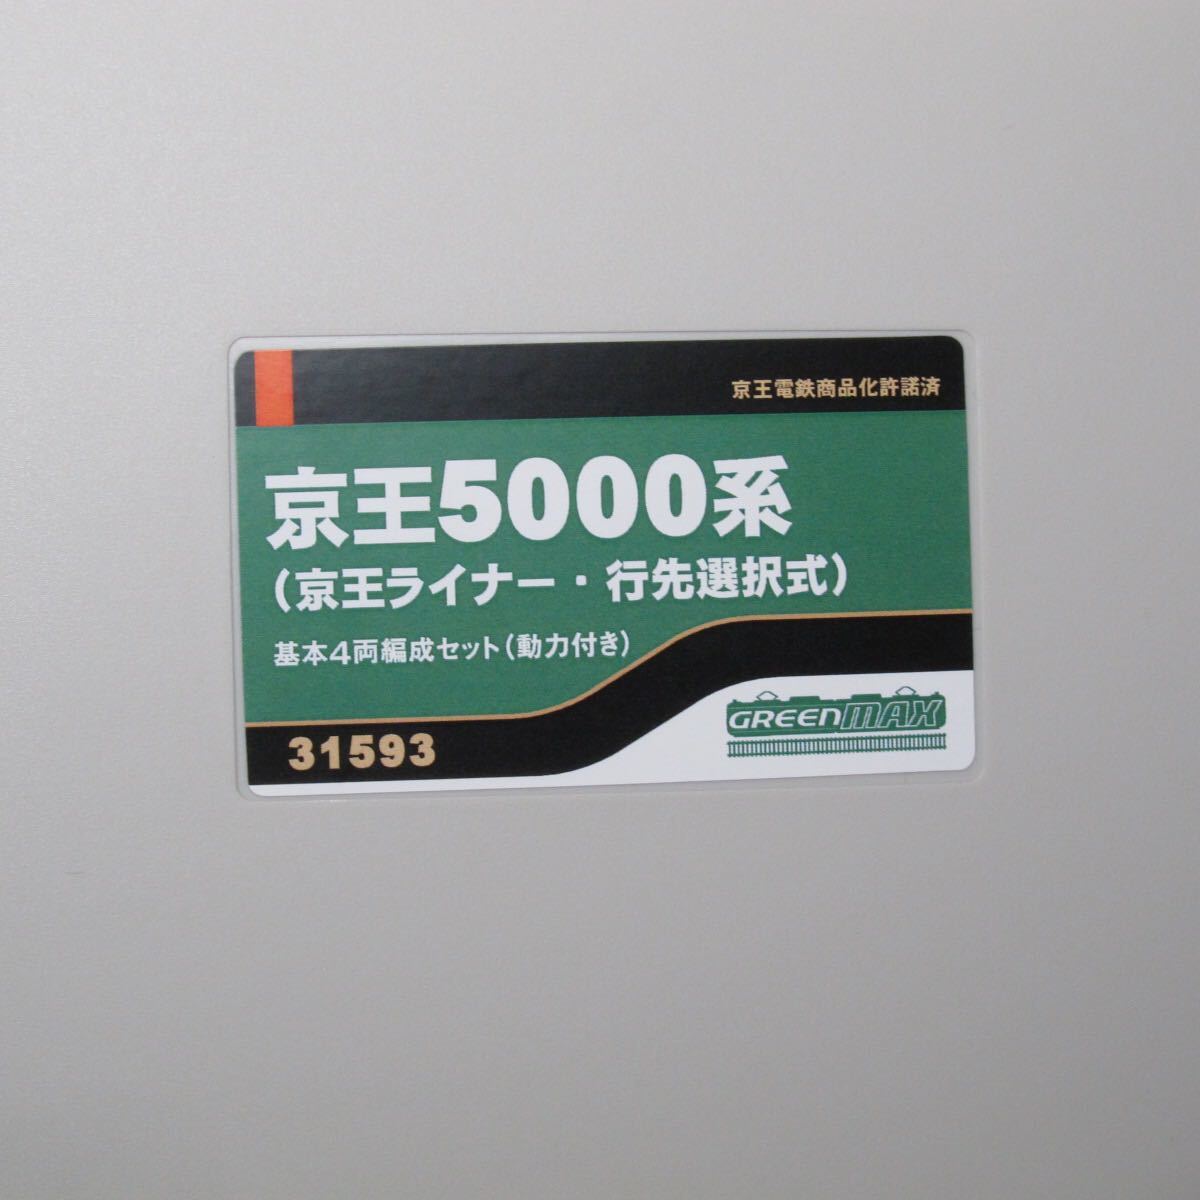 京王電鉄商品化許諾済
京王5000系
（京王ライナー・行先選択式）
基本4両編成セット（動力付き）
31593
GREENMAX